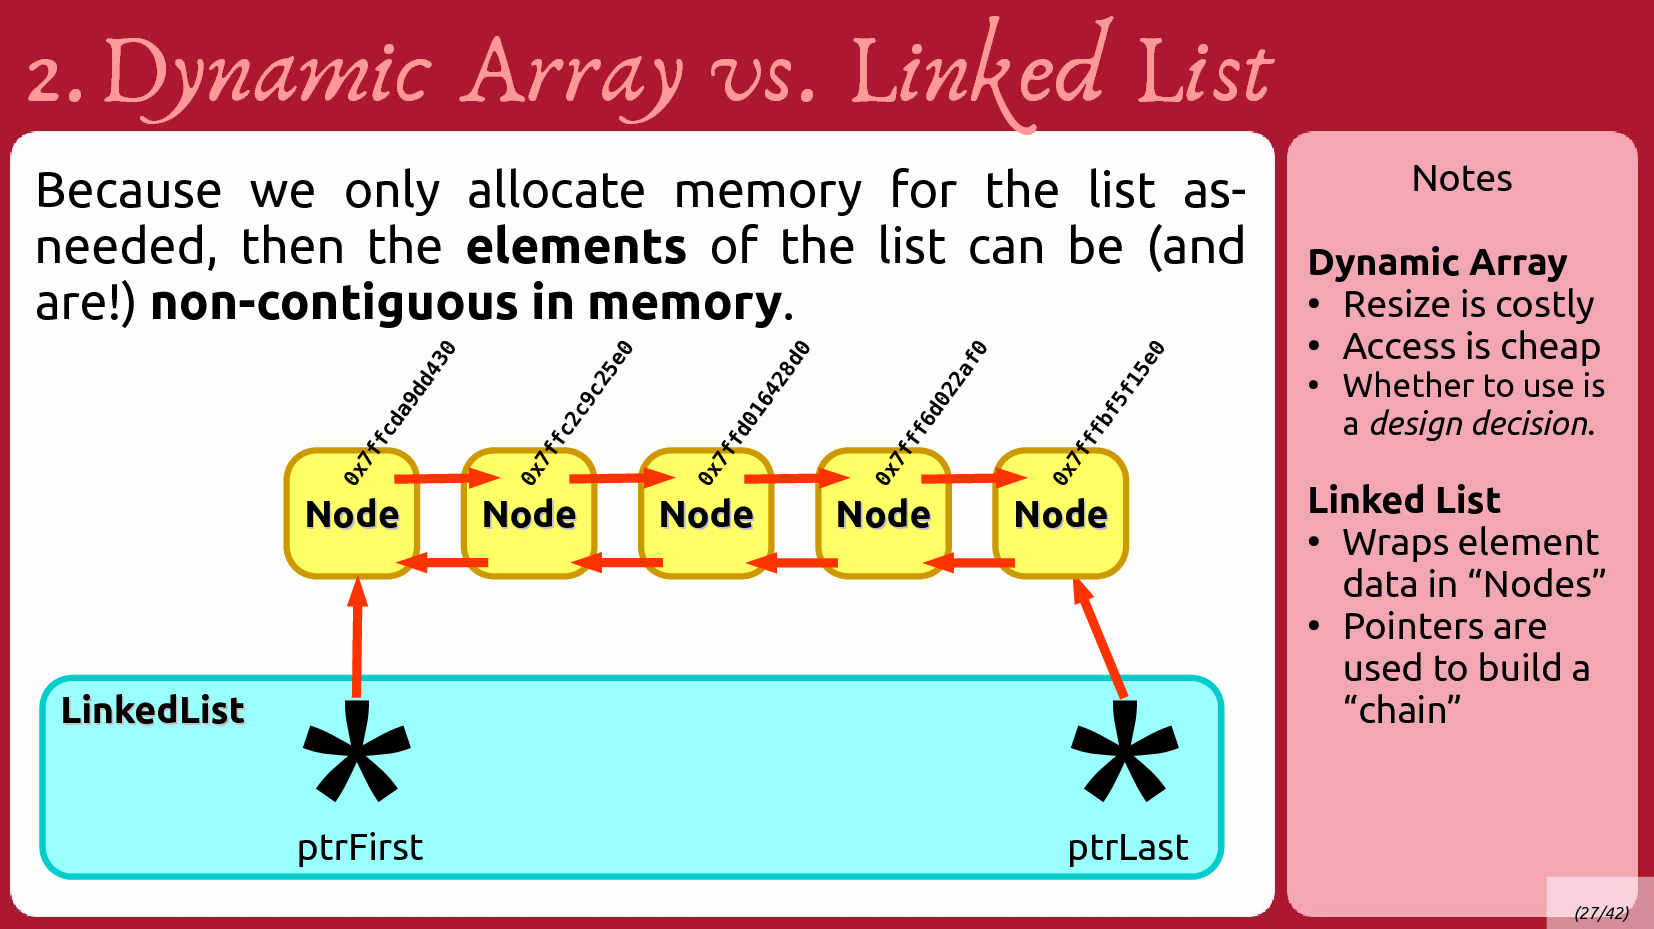 2. Dynamic Array vs. Linked List
Because we only allocate memory for the list as-
needed, then the elements of the list can be (and
are!) non-contiguous in memory.
0x7ffcda9dd430
0x7ffc2c9c25e0
0x7ffd016428d0
0x7fff6d022af0
0x7fffbf5f15e0
Node
Node
Node
Node
Node
LinkedList
*
*
ptrFirst
ptrLast
Notes
Dynamic Array
• Resize is costly
• Access is cheap
• Whether to use is
a design decision.
Linked List
• Wraps element
data in “Nodes”
• Pointers are
used to build a
“chain”
(27/42)